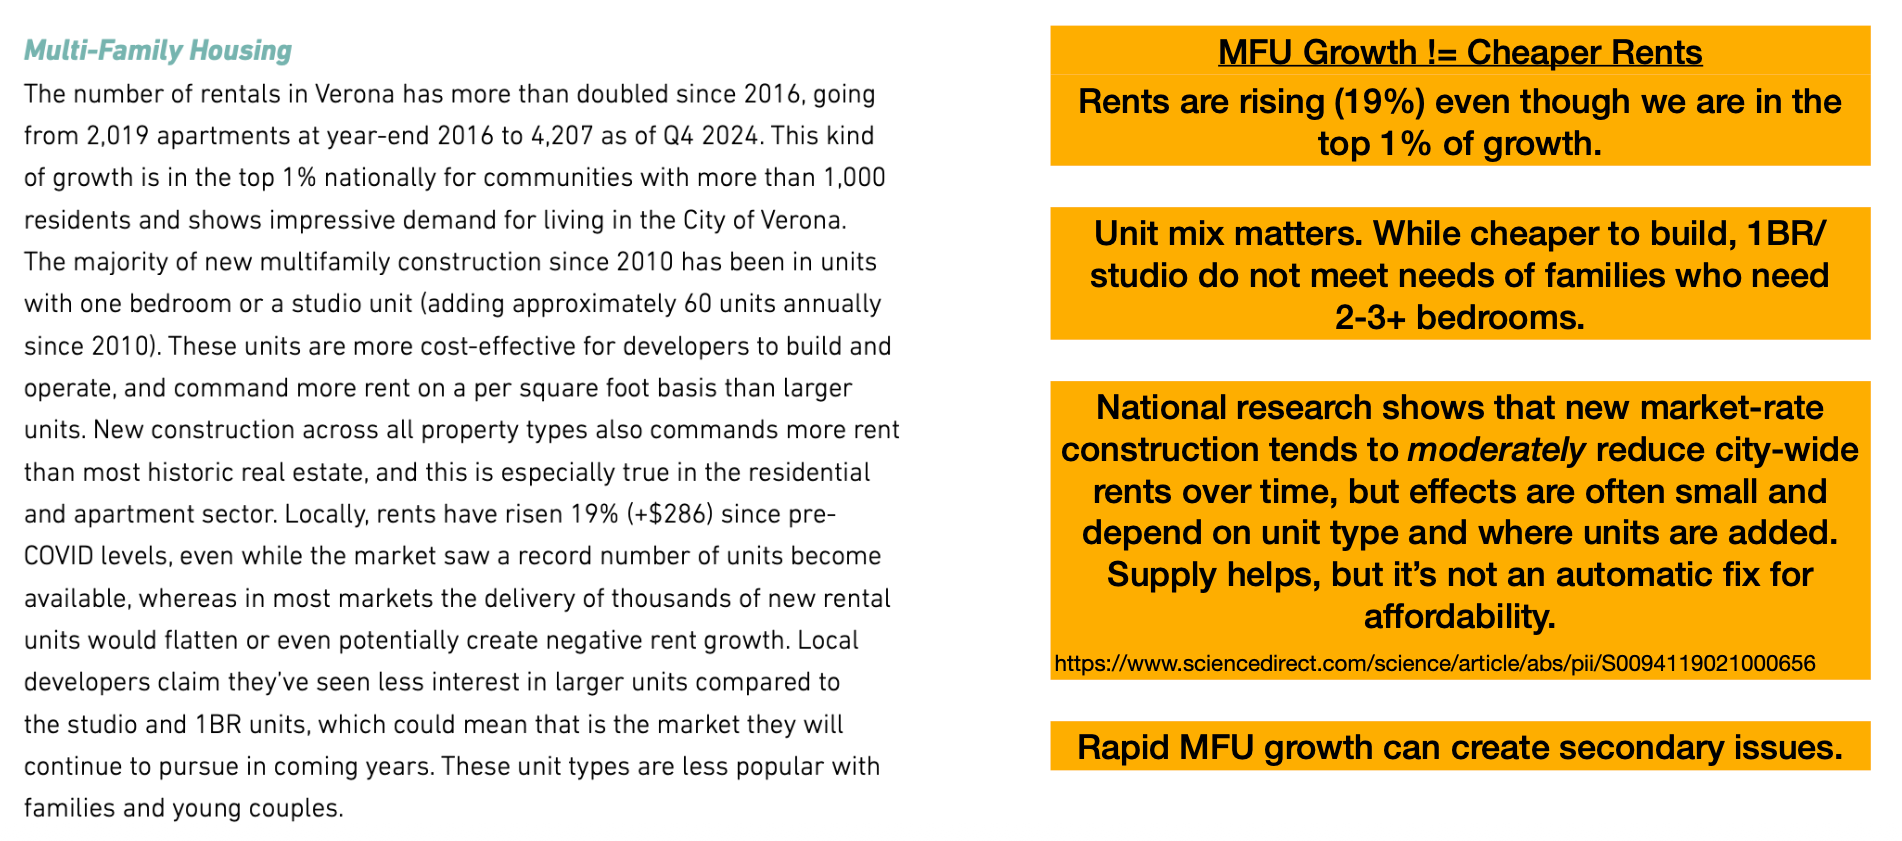 Multi-Family Housing
The number of rentals in Verona has more than doubled since 2016, going
from 2,019 apartments at year-end 2016 to 4,207 as of Q4 2024. This kind
of growth is in the top 1% nationally for communities with more than 1,000
residents and shows impressive demand for living in the City of Verona.
The majority of new multifamily construction since 2010 has been in units
with one bedroom or a studio unit (adding approximately 60 units annually
since 2010). These units are more cost-effective for developers to build and
operate, and command more rent on a per square foot basis than larger
units. New construction across all property types also commands more rent
than most historic real estate, and this is especially true in the residential
and apartment sector. Locally, rents have risen 19% (+$286) since pre-
COVID levels, even while the market saw a record number of units become
available, whereas in most markets the delivery of thousands of new rental
units would flatten or even potentially create negative rent growth. Local
developers claim they've seen less interest in larger units compared to
the studio and 1BR units, which could mean that is the market they will
continue to pursue in coming years. These unit types are less popular with
families and young couples.
MFU Growth != Cheaper Rents
Rents are rising (19%) even though we are in the
top 1% of growth.
Unit mix matters. While cheaper to build, 1BR/
studio do not meet needs of families who need
2-3+ bedrooms.
National research shows that new market-rate
construction tends to moderately reduce city-wide
rents over time, but effects are often small and
depend on unit type and where units are added.
Supply helps, but it’s not an automatic fix for
affordability.
https://www.sciencedirect.com/science/article/abs/pii/S0094119021000656
Rapid MFU growth can create secondary issues.